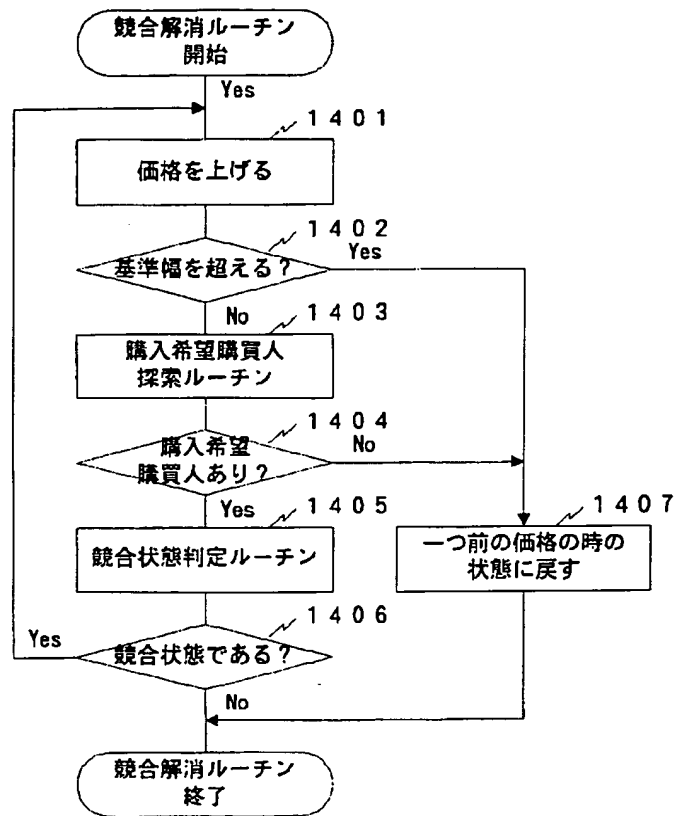 競合解消ルーチン
開始
Yes
1401
価格を上げる
1402
基準幅を超える?
Yes
No
1403
購入希望購買人
探索ルーチン
1404
購入希望
購買人あり?
No
Yes
1405
競合状態判定ルーチン
1407
一つ前の価格の時の
状態に戻す
1406
競合状態である?
Yes
No
競合解消ルーチン
終了